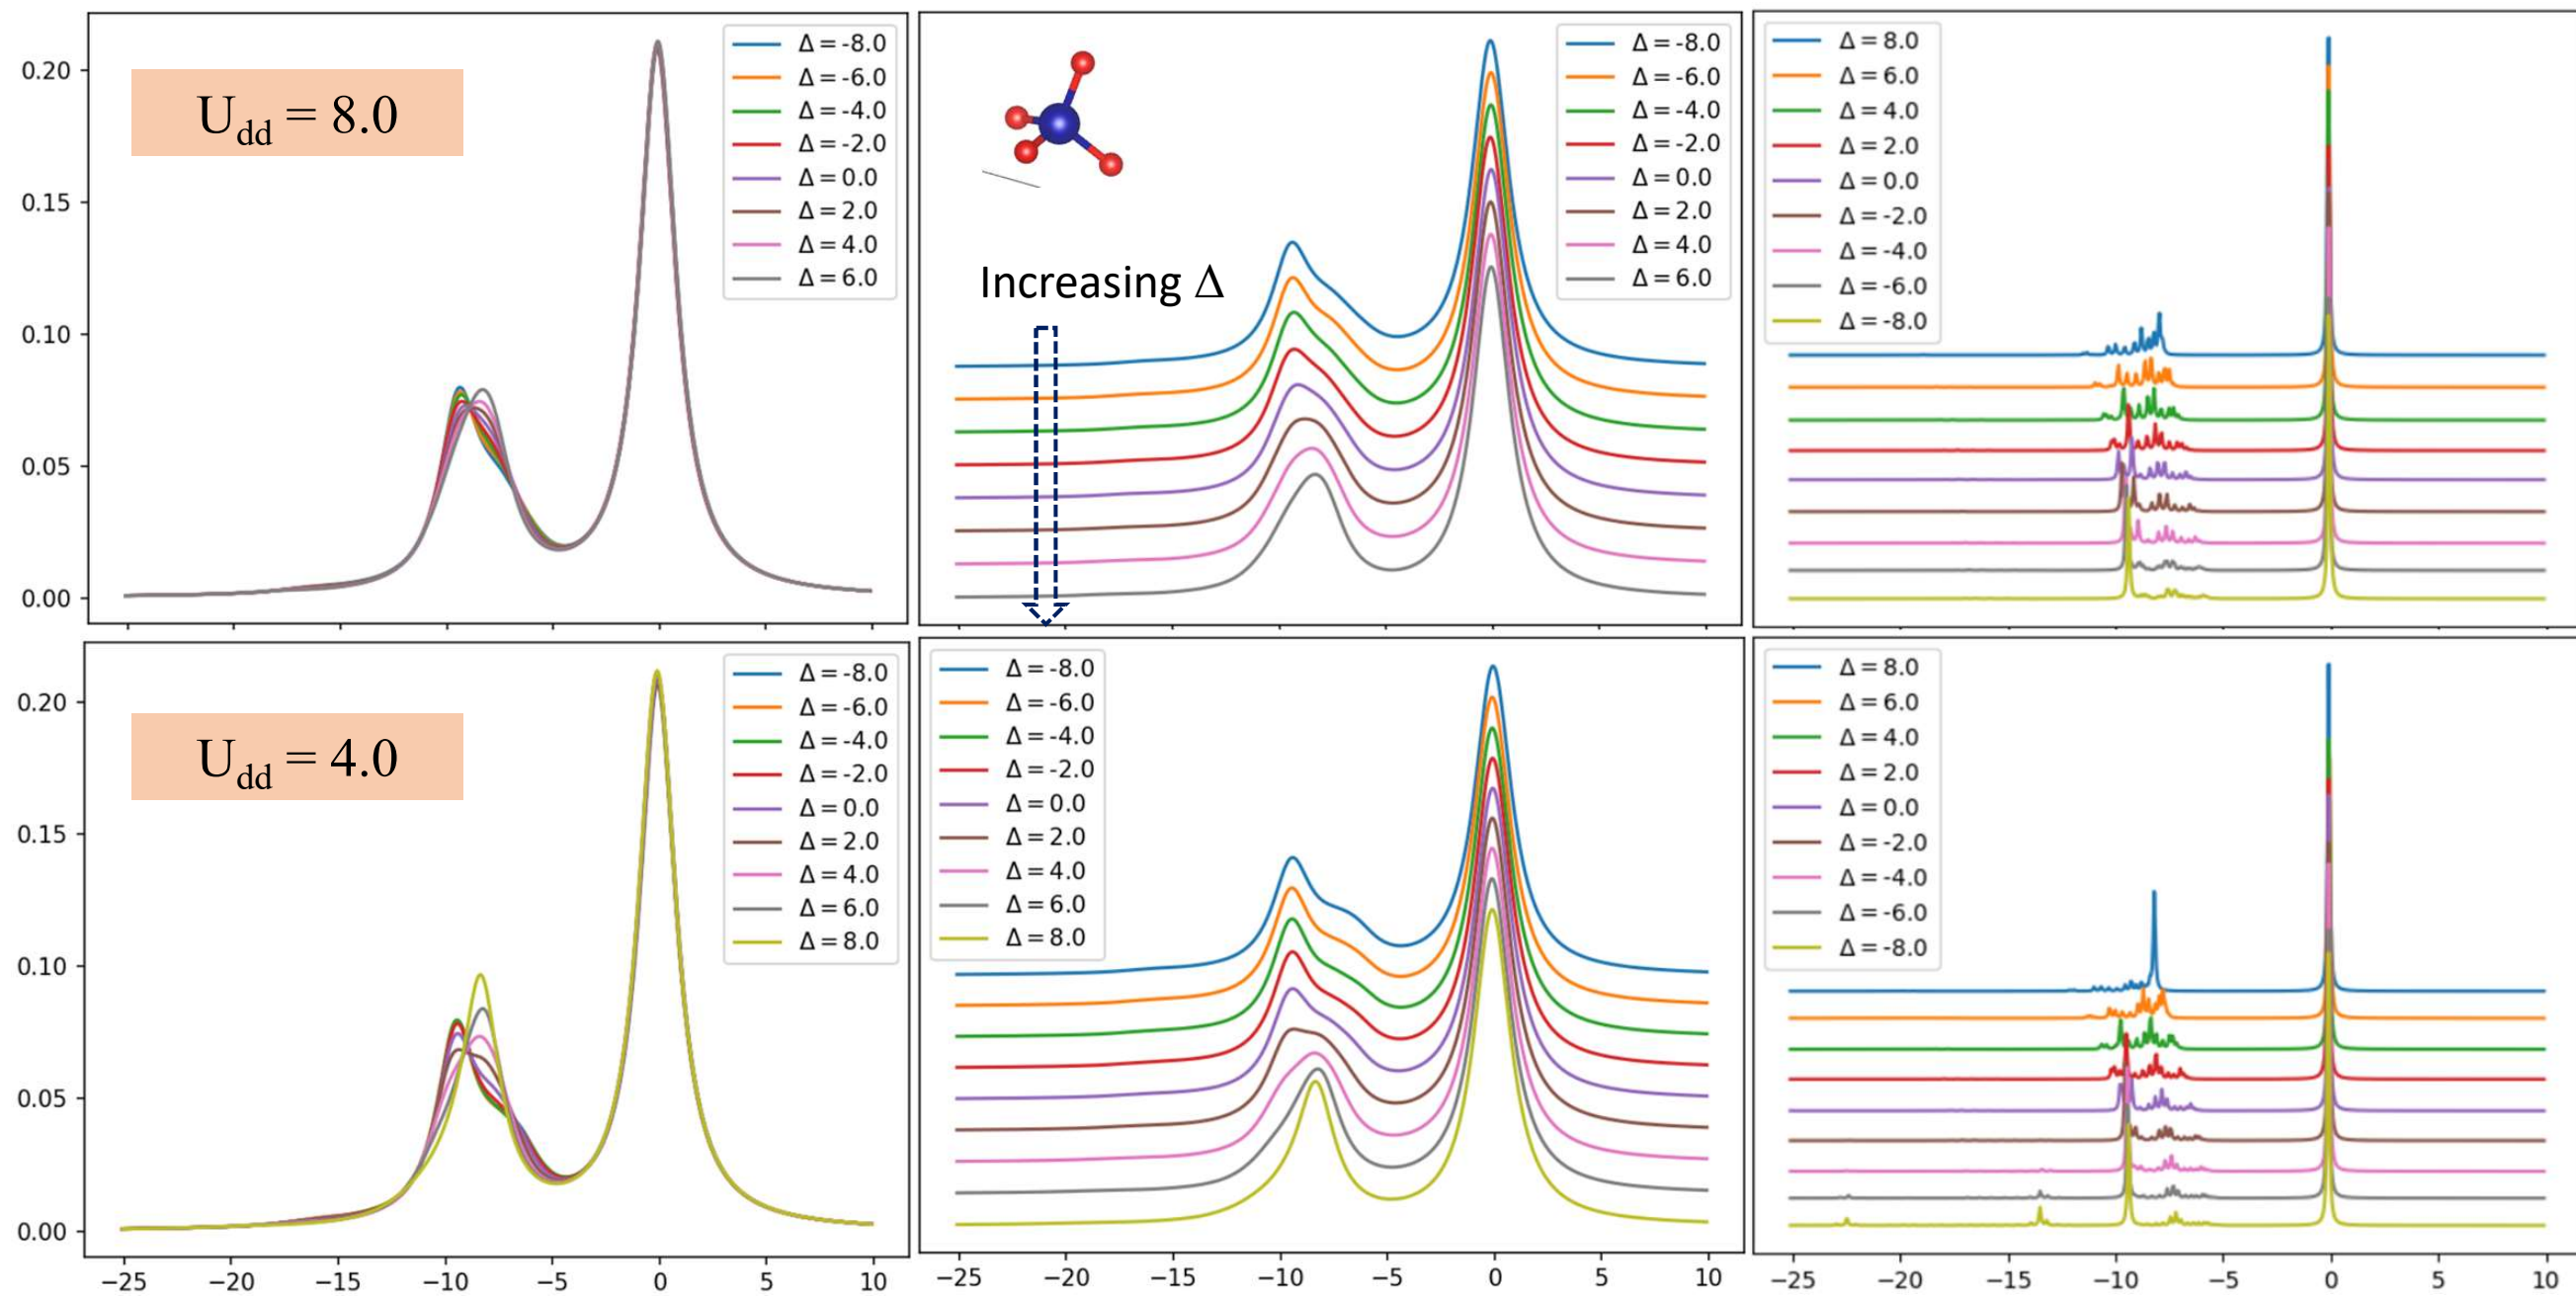 0.20
0.15
0.10
0.05
0.00
U_dd = 8.0
Δ = -8.0
Δ = -6.0
Δ = -4.0
Δ = -2.0
Δ = 0.0
Δ = 2.0
Δ = 4.0
Δ = 6.0
Increasing Δ
Δ = -8.0
Δ = -6.0
Δ = -4.0
Δ = -2.0
Δ = 0.0
Δ = 2.0
Δ = 4.0
Δ = 6.0
Δ = 8.0
Δ = 6.0
Δ = 4.0
Δ = 2.0
Δ = 0.0
Δ = -2.0
Δ = -4.0
Δ = -6.0
Δ = -8.0
0.20
0.15
0.10
0.05
0.00
U_dd = 4.0
Δ = -8.0
Δ = -6.0
Δ = -4.0
Δ = -2.0
Δ = 0.0
Δ = 2.0
Δ = 4.0
Δ = 6.0
Δ = 8.0
−25 −20 −15 −10 −5 0 5 10
Δ = -8.0
Δ = -6.0
Δ = -4.0
Δ = -2.0
Δ = 0.0
Δ = 2.0
Δ = 4.0
Δ = 6.0
Δ = 8.0
−25 −20 −15 −10 −5 0 5 10
Δ = 8.0
Δ = 6.0
Δ = 4.0
Δ = 2.0
Δ = 0.0
Δ = -2.0
Δ = -4.0
Δ = -6.0
Δ = -8.0
−25 −20 −15 −10 −5 0 5 10